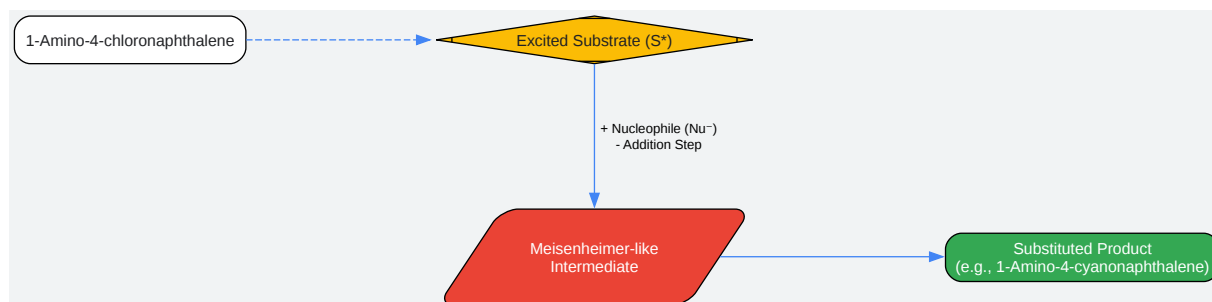 1-Amino-4-chloronaphthalene
Excited Substrate (S*)
+ Nucleophile (Nu⁻)
- Addition Step
Meisenheimer-like
Intermediate
Substituted Product
(e.g., 1-Amino-4-cyanonaphthalene)